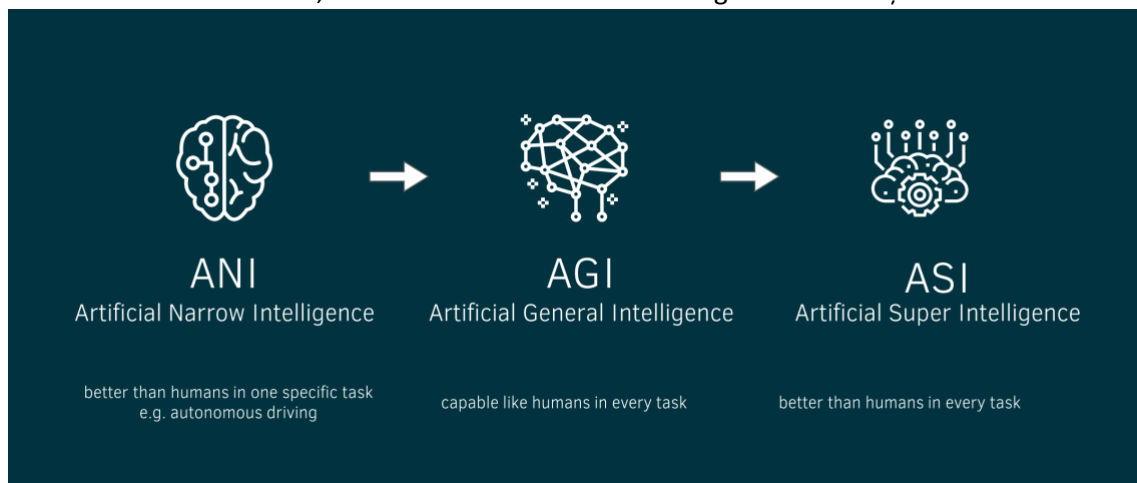 ANI
Artificial Narrow Intelligence
better than humans in one specific task
e.g. autonomous driving
AGI
Artificial General Intelligence
capable like humans in every task
ASI
Artificial Super Intelligence
better than humans in every task